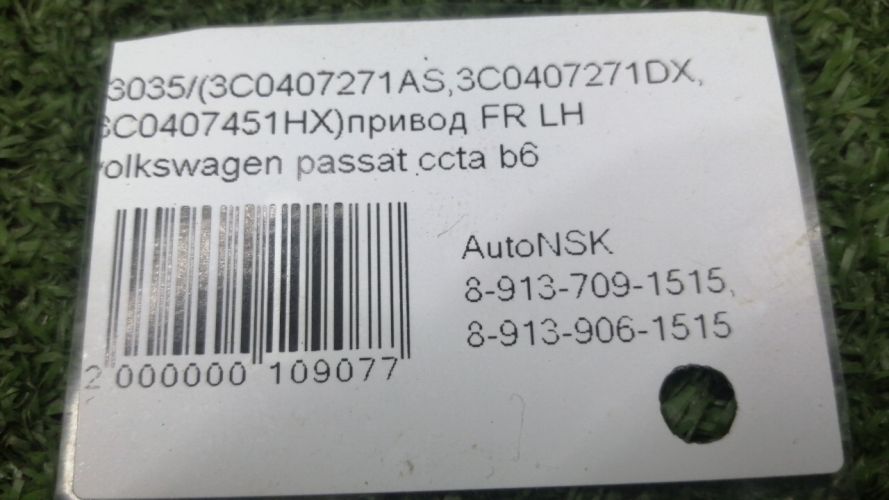 3035/(3C0407271AS,3C0407271DX,
3C0407451HX)привод FR LH
volkswagen passat ccta b6
AutoNSK
8-913-709-1515,
8-913-906-1515
2 000000 109077